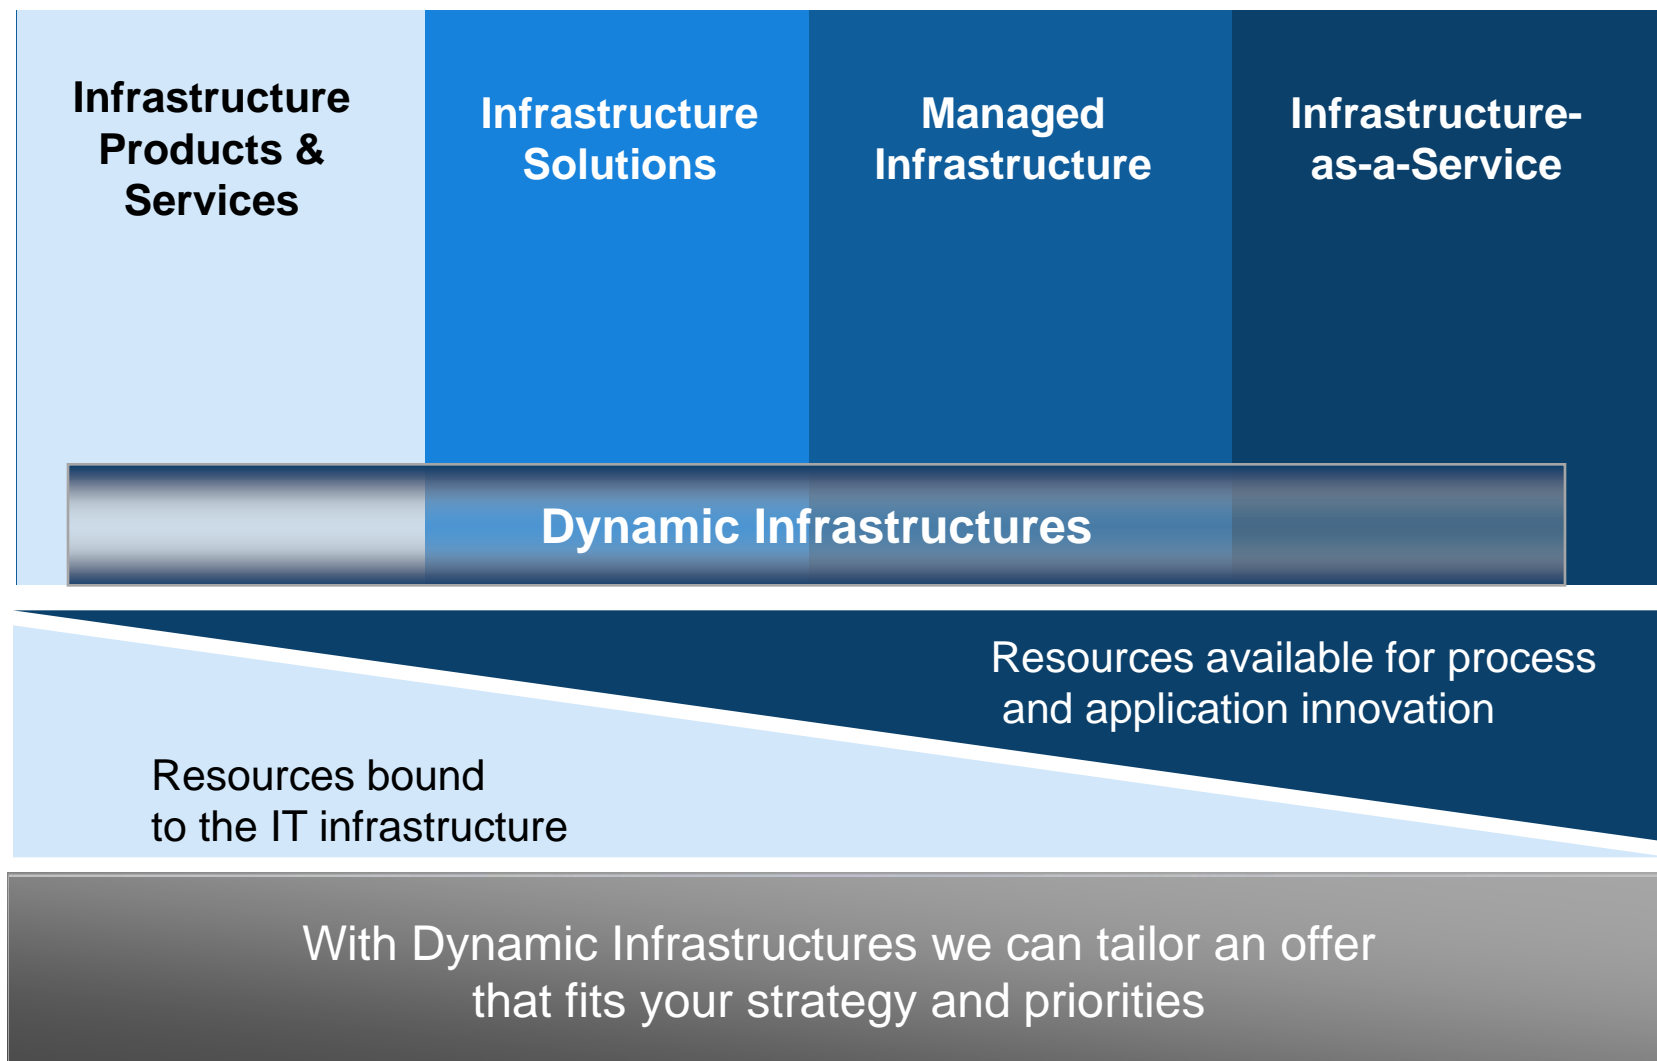 Infrastructure
Products &
Services
Infrastructure
Solutions
Managed
Infrastructure
Infrastructure-
as-a-Service
Dynamic Infrastructures
Resources available for process
and application innovation
Resources bound
to the IT infrastructure
With Dynamic Infrastructures we can tailor an offer
that fits your strategy and priorities